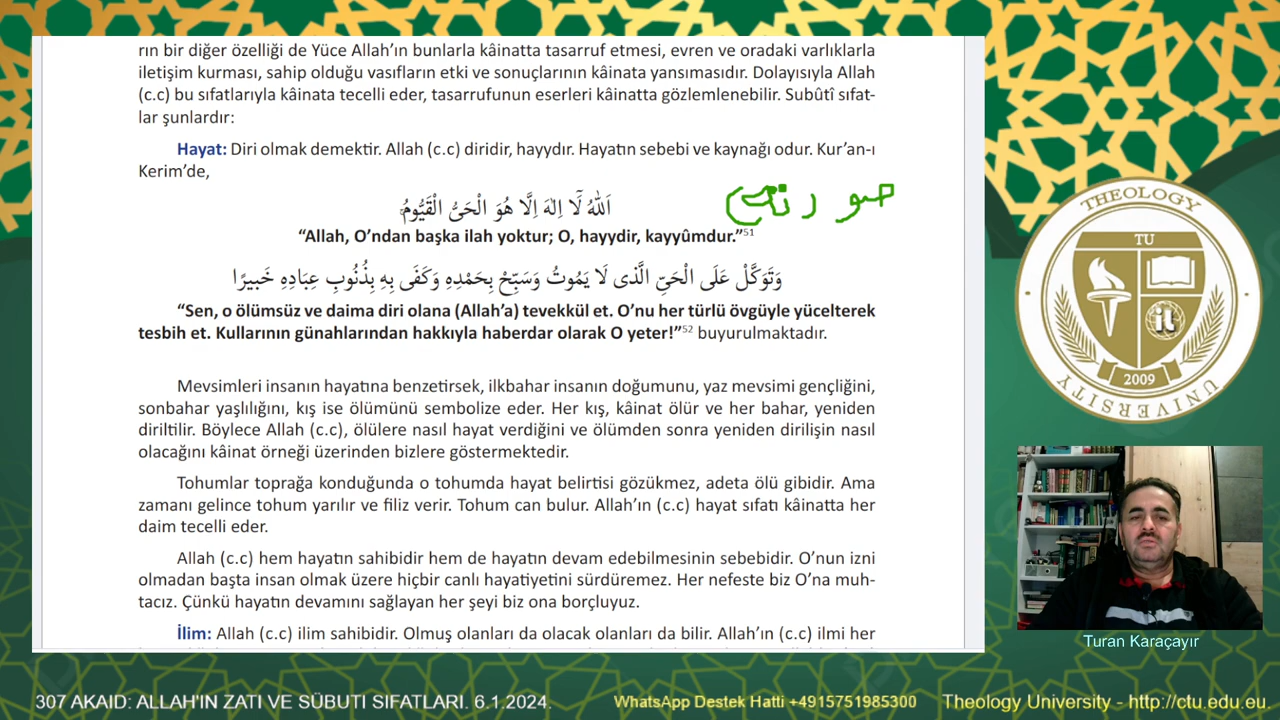 rın bir diğer özelliği de Yüce Allah’ın bunlarla kâinatta tasarruf etmesi, evren ve oradaki varlıklarla
iletişim kurması, sahip olduğu vasıfların etki ve sonuçlarının kâinata yansımasıdır. Dolayısıyla Allah
(c.c) bu sıfatlarıyla kâinata tecelli eder, tasarrufunun eserleri kâinatta gözlemlenebilir. Subûtî sıfat-
lar şunlardır:
Hayat: Diri olmak demektir. Allah (c.c) diridir, hayydır. Hayatın sebebi ve kaynağı odur. Kur’an-ı
Kerim’de,
اَللّٰهُ لَٓا اِلٰهَ اِلَّا هُوَ الْحَىُّ الْقَيُّومُ
“Allah, O’ndan başka ilah yoktur; O, hayydir, kayyûmdur.”51
وَتَوَكَّلْ عَلَى الْحَىِّ الَّذى لَا يَمُوتُ وَسَبِّحْ بِحَمْدِهِ وَكَفَى بِهِ بِذُنُوبِ عِبَادِهِ خَبيرًا
“Sen, o ölümsüz ve daima diri olana (Allah’a) tevekkül et. O’nu her türlü övgüyle yücelterek
tesbih et. Kullarının günahlarından hakkıyla haberdar olarak O yeter!”52 buyurulmaktadır.
Mevsimleri insanın hayatına benzetirsek, ilkbahar insanın doğumunu, yaz mevsimi gençliğini,
sonbahar yaşlılığını, kış ise ölümünü sembolize eder. Her kış, kâinat ölür ve her bahar, yeniden
diriltilir. Böylece Allah (c.c), ölülere nasıl hayat verdiğini ve ölümden sonra yeniden dirilişin nasıl
olacağını kâinat örneği üzerinden bizlere göstermektedir.
Tohumlar toprağa konduğunda o tohumda hayat belirtisi gözükmez, adeta ölü gibidir. Ama
zamanı gelince tohum yarılır ve filiz verir. Tohum can bulur. Allah’ın (c.c) hayat sıfatı kâinatta her
daim tecelli eder.
Allah (c.c) hem hayatın sahibidir hem de hayatın devam edebilmesinin sebebidir. O’nun izni
olmadan başta insan olmak üzere hiçbir canlı hayatiyetini sürdüremez. Her nefeste biz O’na muh-
tacız. Çünkü hayatın devamını sağlayan her şeyi biz ona borçluyuz.
İlim: Allah (c.c) ilim sahibidir. Olmuş olanları da olacak olanları da bilir. Allah’ın (c.c) ilmi her
THEOLOGY
TU
2009
UNIVERSITY
Turan Karaçayır
307 AKAID: ALLAH'IN ZATI VE SÜBUTI SIFATLARI. 6.1.2024.
WhatsApp Destek Hatti +4915751985300
Theology University - http://ctu.edu.eu.